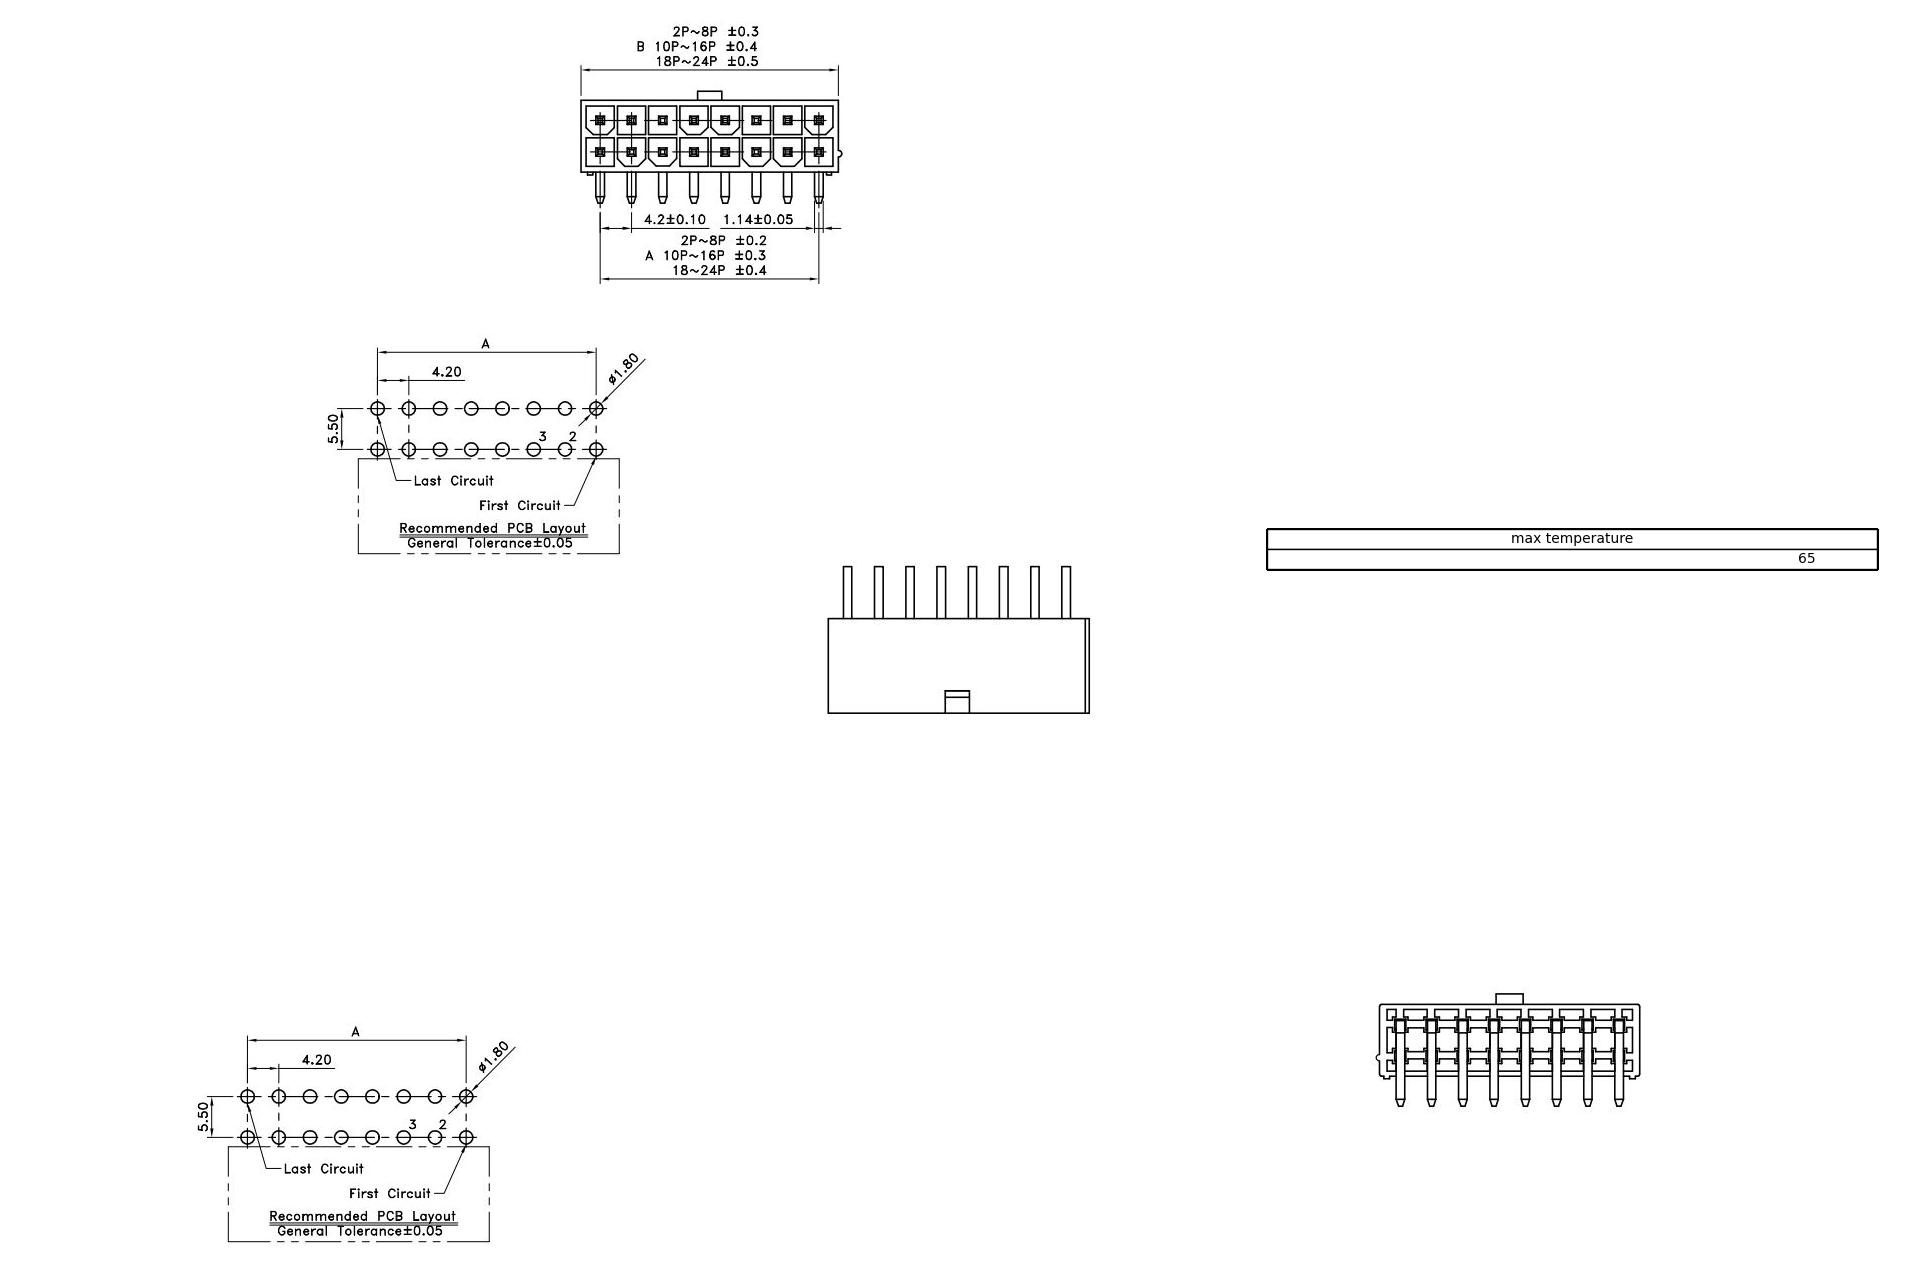 2P~8P ±0.3
B 10P~16P ±0.4
18P~24P ±0.5
4.2±0.10 1.14±0.05
2P~8P ±0.2
A 10P~16P ±0.3
18~24P ±0.4
A
4.20
ø1.80
5.50
3 2
Last Circuit
First Circuit
Recommended PCB Layout
General Tolerance±0.05
max temperature
65
A
4.20
ø1.80
5.50
3 2
Last Circuit
First Circuit
Recommended PCB Layout
General Tolerance±0.05